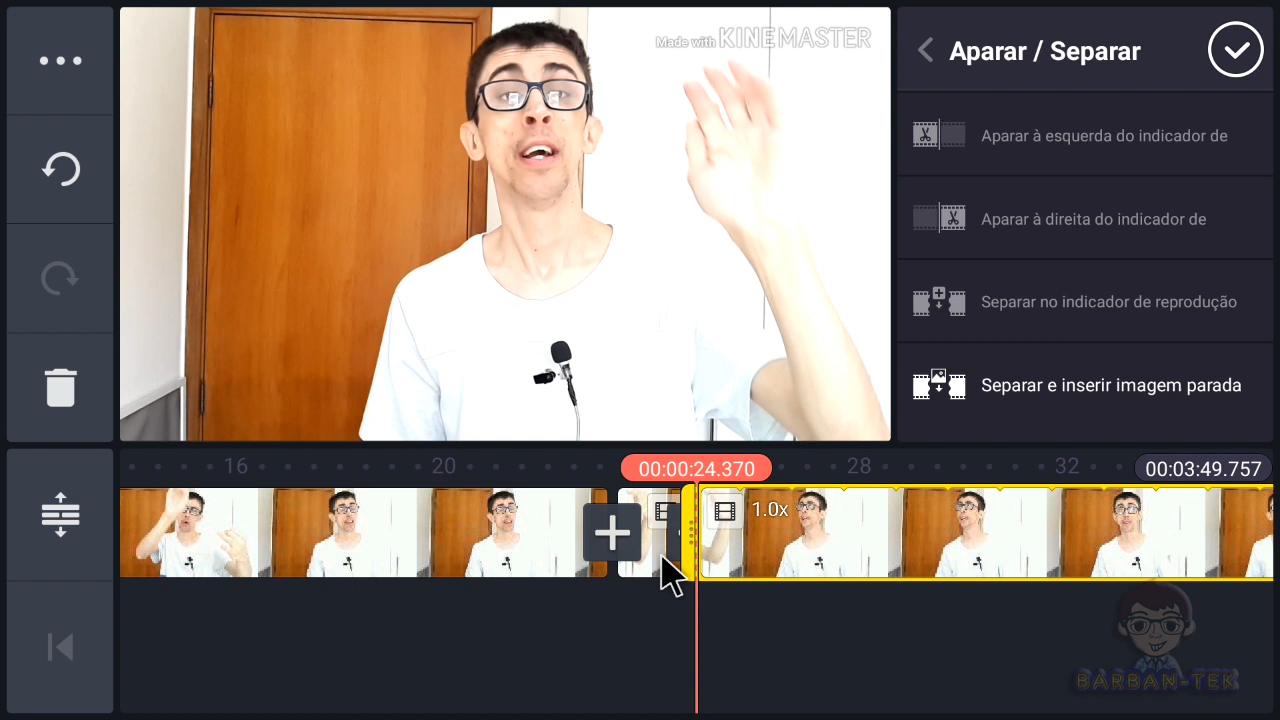 Made with KINEMASTER
Aparar / Separar
Aparar à esquerda do indicador de
Aparar à direita do indicador de
Separar no indicador de reprodução
Separar e inserir imagem parada
16
20
00:00:24.370
28
32
00:03:49.757
1.0x
BARBAN-TEK